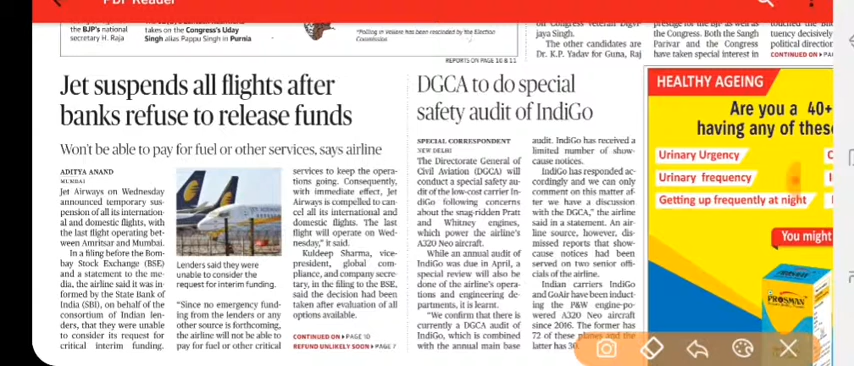 PDF Reader
the BJP's national
secretary H. Raja
takes on the Congress's Uday
Singh alias Pappu Singh in Purnia
*Polling in Vellore has been rescinded by the Election
Commission
REPORTS ON PAGE 10 & 11
on Congress veteran Digvi-
jaya Singh.
The other candidates are
Dr. K.P. Yadav for Guna, Raj
prestige for the BJP as well as
the Congress. Both the Sangh
Parivar and the Congress
have taken special interest in
tuency decisively
political direction
CONTINUED ON
Jet suspends all flights after
banks refuse to release funds
Won't be able to pay for fuel or other services, says airline
ADITYA ANAND
MUMBAI
Jet Airways on Wednesday
announced temporary sus-
pension of all its internation-
al and domestic flights, with
the last flight operating bet-
ween Amritsar and Mumbai.
In a filing before the Bom-
bay Stock Exchange (BSE)
and a statement to the me-
dia, the airline said it was in-
formed by the State Bank of
India (SBI), on behalf of the
consortium of Indian len-
ders, that they were unable
to consider its request for
critical interim funding.
Lenders said they were
unable to consider the
request for interim funding.
"Since no emergency fund-
ing from the lenders or any
other source is forthcoming,
the airline will not be able to
pay for fuel or other critical
services to keep the opera-
tions going. Consequently,
with immediate effect, Jet
Airways is compelled to can-
cel all its international and
domestic flights. The last
flight will operate on Wed-
nesday," it said.
Kuldeep Sharma, vice-
president, global com-
pliance, and company secre-
tary, in the filing to the BSE,
said the decision had been
taken after evaluation of all
options available.
CONTINUED ON ▸ PAGE 10
REFUND UNLIKELY SOON ▸ PAGE 7
DGCA to do special
safety audit of IndiGo
SPECIAL CORRESPONDENT
NEW DELHI
The Directorate General of
Civil Aviation (DGCA) will
conduct a special safety au-
dit of the low-cost carrier In-
diGo following concerns
about the snag-ridden Pratt
and Whitney engines,
which power the airline's
A320 Neo aircraft.
While an annual audit of
IndiGo was due in April, a
special review will also be
done of the airline's opera-
tions and engineering de-
partments, it is learnt.
"We confirm that there is
currently a DGCA audit of
IndiGo, which is combined
with the annual main base
audit. IndiGo has received a
limited number of show-
cause notices.
IndiGo has responded ac-
cordingly and we can only
comment on this matter af-
ter we have a discussion
with the DGCA," the airline
said in a statement. An air-
line source, however, dis-
missed reports that show-
cause notices had been
served on two senior offi-
cials of the airline.
Indian carriers IndiGo
and GoAir have been induct-
ing the P&W engine-po-
wered A320 Neo aircraft
since 2016. The former has
72 of these planes and the
latter has 30.
HEALTHY AGEING
Are you a 40+
having any of these
Urinary Urgency
Urinary frequency
Getting up frequently at night
You might
PROSMAN